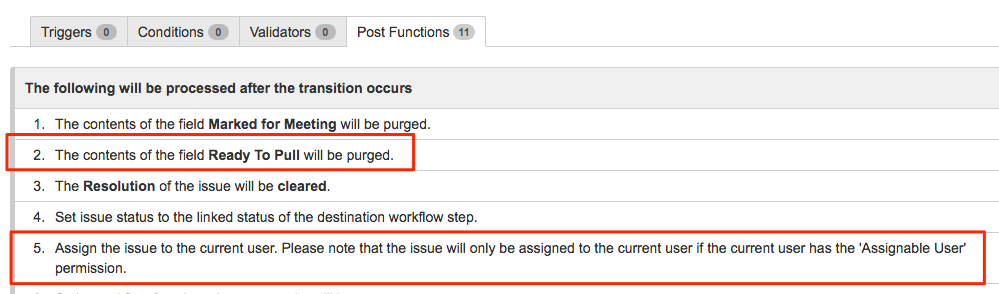 Triggers 0 Conditions 0 Validators 0 Post Functions 11
The following will be processed after the transition occurs
1. The contents of the field Marked for Meeting will be purged.
2. The contents of the field Ready To Pull will be purged.
3. The Resolution of the issue will be cleared.
4. Set issue status to the linked status of the destination workflow step.
5. Assign the issue to the current user. Please note that the issue will only be assigned to the current user if the current user has the 'Assignable User'
permission.